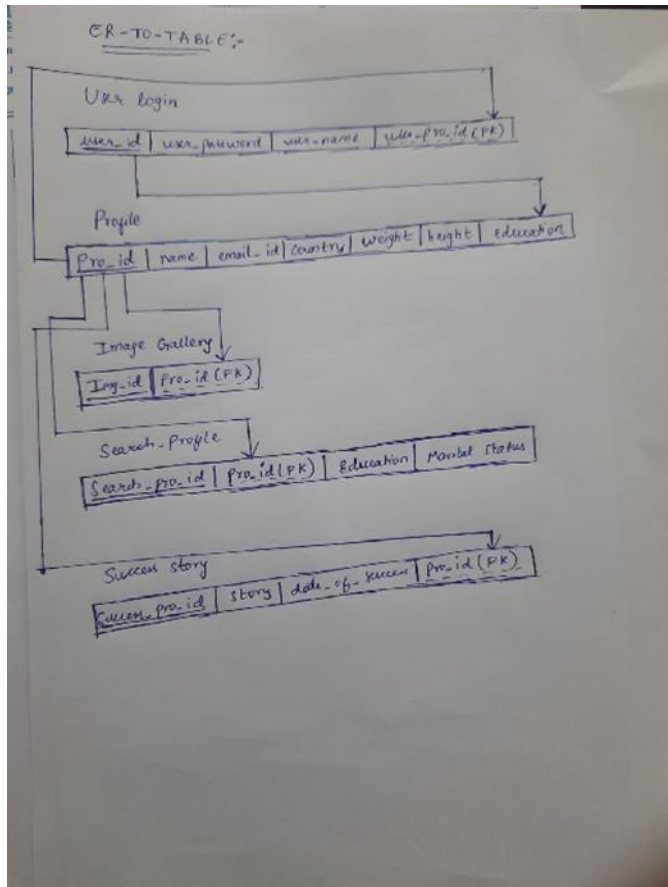 ER-TO-TABLE:-
User login
user_id user_password user_name user_pro_id (FK)
Profile
Pro_id name email_id country weight height education
Image Gallery
Img_id Pro_id (FK)
Search_Profile
Search_pro_id Pro_id (FK) Education Marital Status
Success story
Success_pro_id story date_of_success Pro_id (FK)